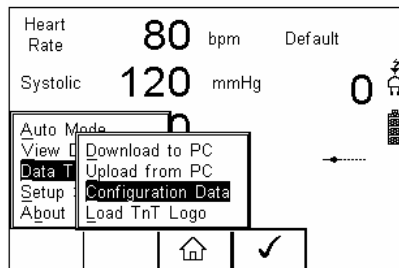 Heart Rate 80 bpm Default
Systolic 120 mmHg 0
Auto Mode
View D
Data T
Setup
About
Download to PC
Upload from PC
Configuration Data
Load TnT Logo